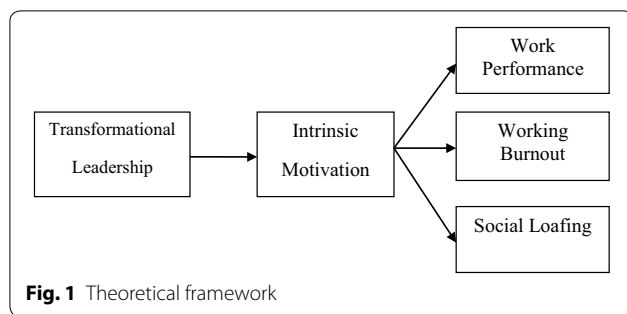 Work
Performance
Transformational
Leadership
Intrinsic
Motivation
Working
Burnout
Social Loafing
Fig. 1 Theoretical framework